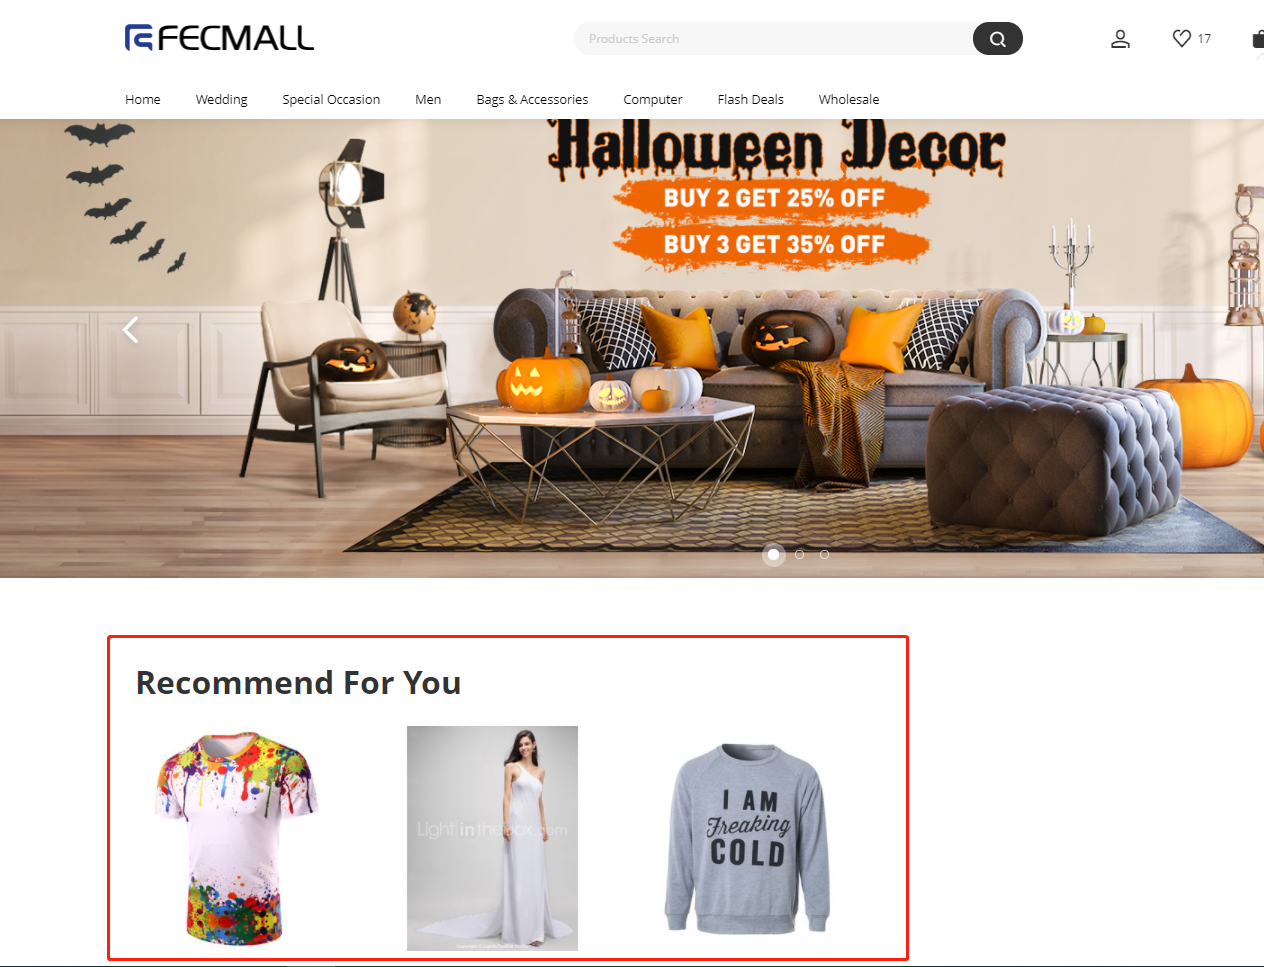 FECMALL
Products Search
17
Home Wedding Special Occasion Men Bags & Accessories Computer Flash Deals Wholesale
Halloween Decor
BUY 2 GET 25% OFF
BUY 3 GET 35% OFF
Recommend For You
Light in the box.com
I AM
Freaking
COLD